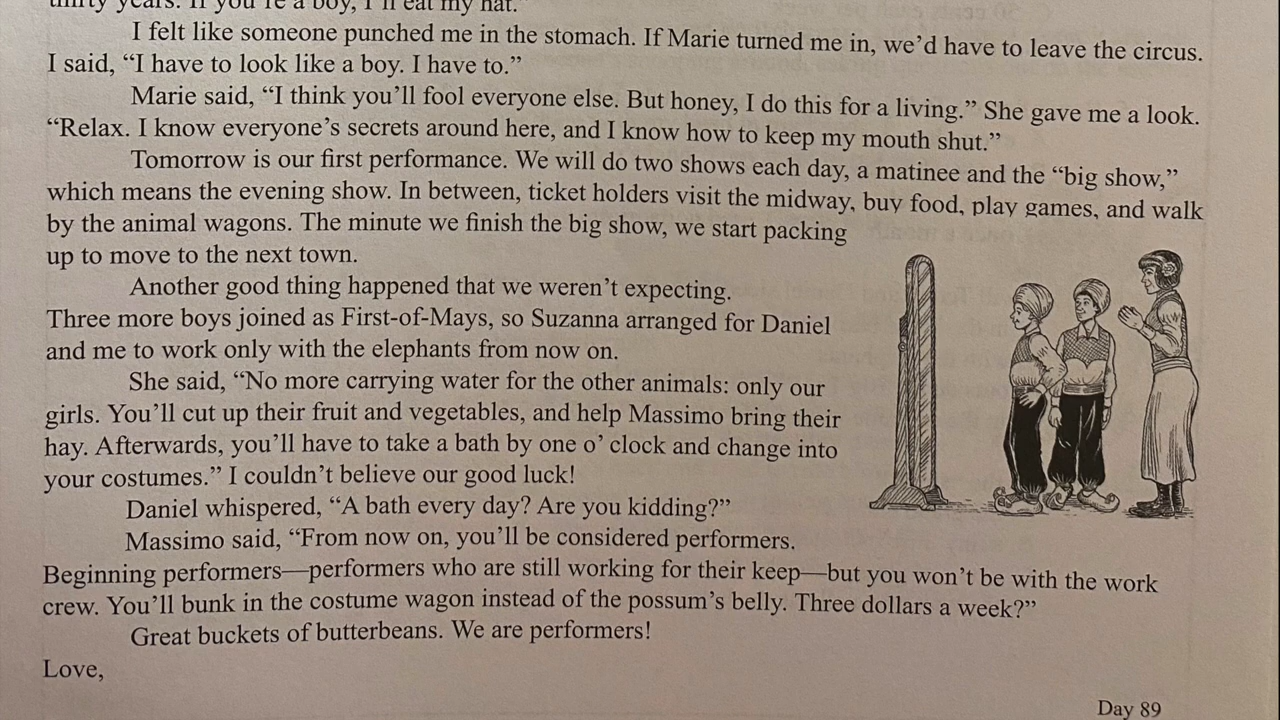 thirty years. If you're a boy, I'll eat my hat."
I felt like someone punched me in the stomach. If Marie turned me in, we'd have to leave the circus.
I said, "I have to look like a boy. I have to."
Marie said, "I think you'll fool everyone else. But honey, I do this for a living." She gave me a look.
"Relax. I know everyone's secrets around here, and I know how to keep my mouth shut."
Tomorrow is our first performance. We will do two shows each day, a matinee and the "big show,"
which means the evening show. In between, ticket holders visit the midway, buy food, play games, and walk
by the animal wagons. The minute we finish the big show, we start packing
up to move to the next town.
Another good thing happened that we weren't expecting.
Three more boys joined as First-of-Mays, so Suzanna arranged for Daniel
and me to work only with the elephants from now on.
She said, "No more carrying water for the other animals: only our
girls. You'll cut up their fruit and vegetables, and help Massimo bring their
hay. Afterwards, you'll have to take a bath by one o' clock and change into
your costumes." I couldn't believe our good luck!
Daniel whispered, "A bath every day? Are you kidding?"
Massimo said, "From now on, you'll be considered performers.
Beginning performers—performers who are still working for their keep—but you won't be with the work
crew. You'll bunk in the costume wagon instead of the possum's belly. Three dollars a week?"
Great buckets of butterbeans. We are performers!
Love,
Day 89